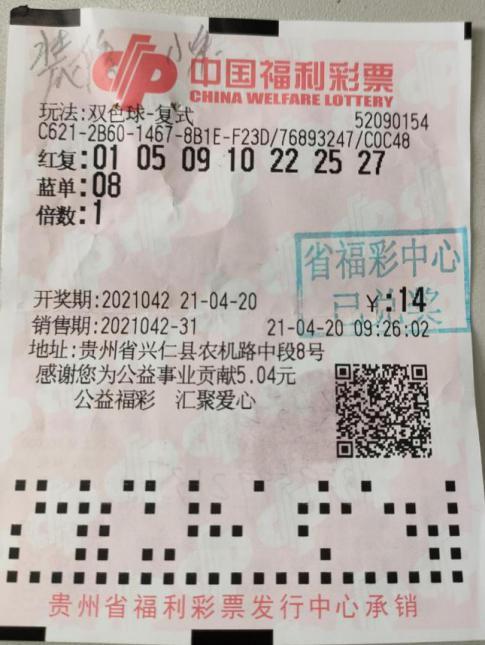 中国福利彩票
CHINA WELFARE LOTTERY
玩法:双色球-复式 52090154
C621-2B60-1467-8B1E-F23D/76893247/C0C48
红复:01 05 09 10 22 25 27
蓝单:08
倍数:1
省福彩中心
已兑奖
开奖期:2021042 21-04-20 ¥:14
销售期:2021042-31 21-04-20 09:26:02
地址:贵州省兴仁县农机路中段8号
感谢您为公益事业贡献5.04元
公益福彩 汇聚爱心
贵州省福利彩票发行中心承销